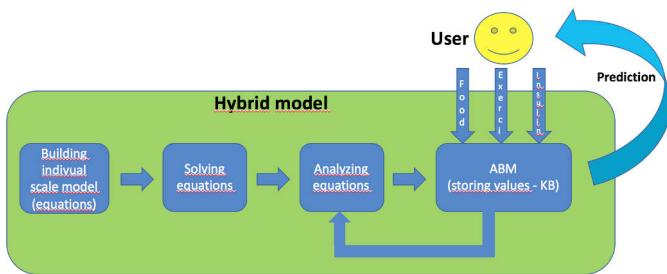 User
Prediction
Food
Exerci
Insulin
Hybrid model
Building
indivual
scale model
(equations)
Solving
equations
Analyzing
equations
ABM
(storing values - KB)